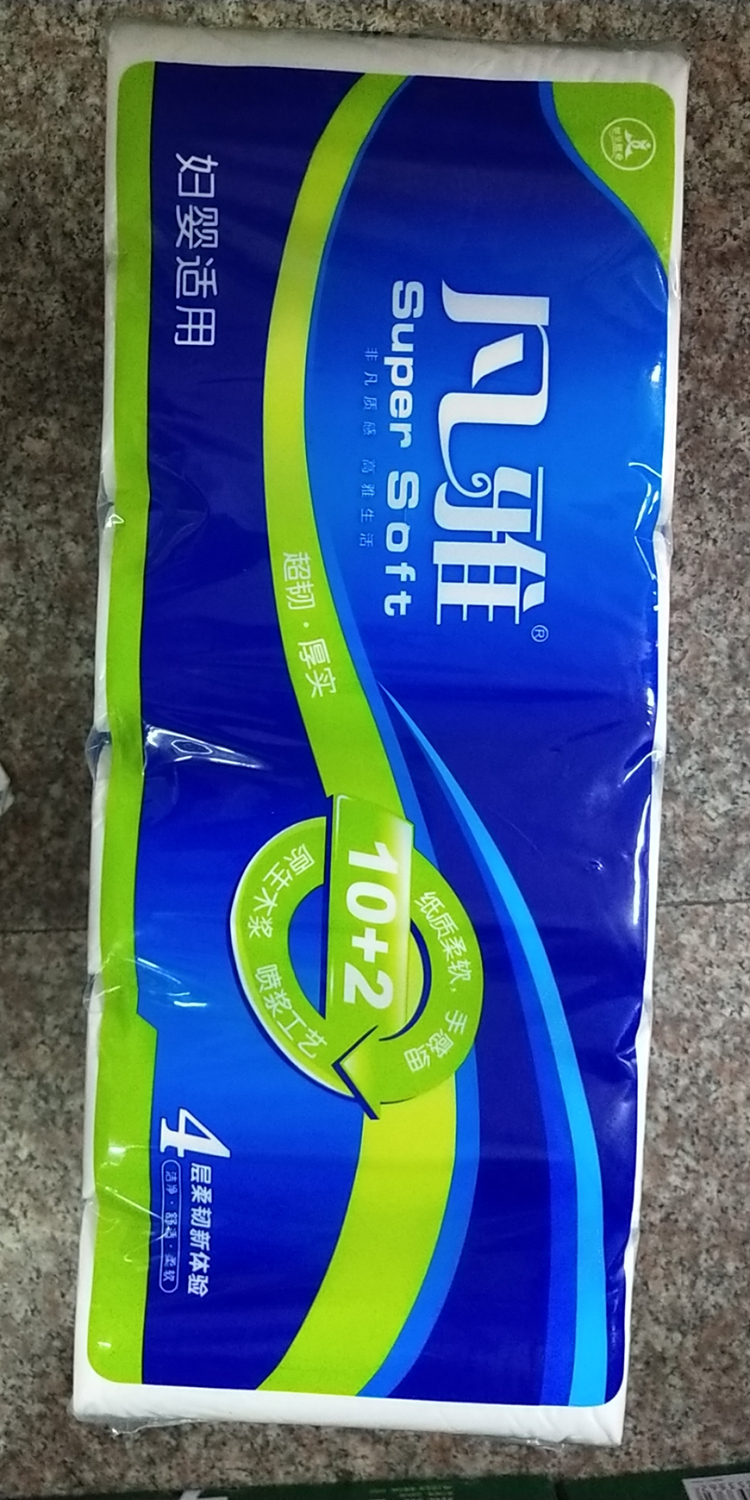 凡雅®
Super Soft
非凡质感 高雅生活
超韧·厚实
妇婴适用
10+2
纸质柔软，手感细
原生木浆 喷浆工艺
4层柔韧新体验
洁净·舒适·柔软